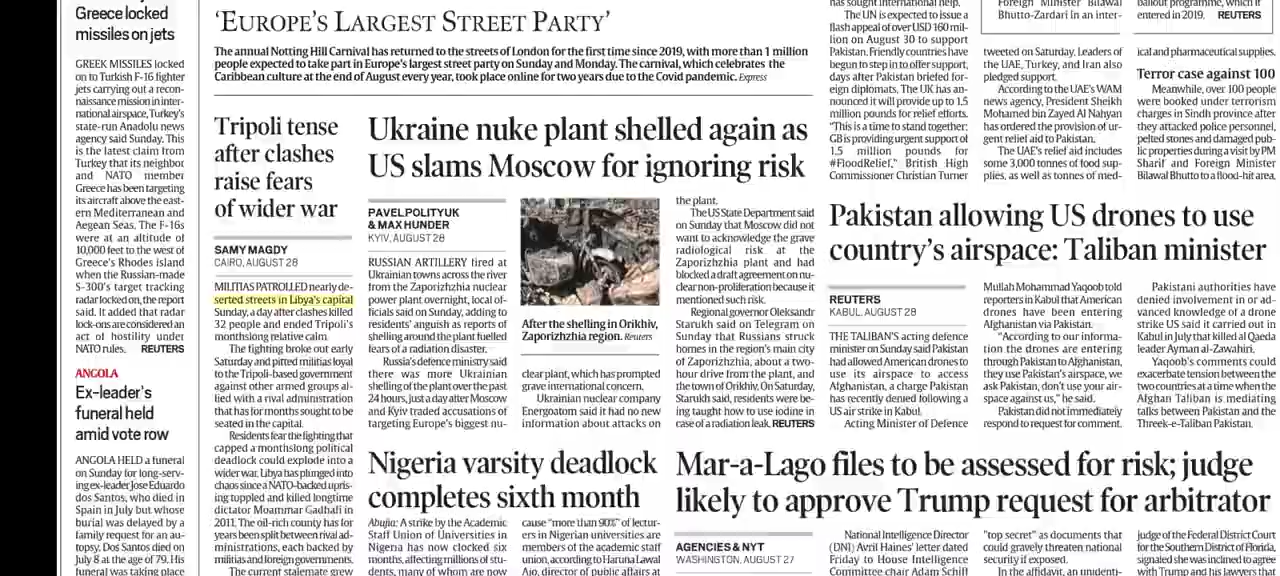 Greece locked
missiles on jets
GREEK MISSILES locked
on to Turkish F-16 fighter
jets carrying out a recon-
naissance mission in inter-
national airspace, Turkey's
state-run Anadolu news
agency said Sunday. This
is the latest claim from
Turkey that its neighbor
and NATO member
Greece has been targeting
its aircraft above the east-
ern Mediterranean and
Aegean Seas. The F-16s
were at an altitude of
10,000 feet to the west of
Greece's Rhodes island
when the Russian-made
S-300's target tracking
radar locked on, the report
said. It added that radar
lock-ons are considered an
act of hostility under
NATO rules. REUTERS
ANGOLA
Ex-leader's
funeral held
amid vote row
ANGOLA HELD a funeral
on Sunday for long-serv-
ing ex-leader Jose Eduardo
dos Santos, who died in
Spain in July but whose
burial was delayed by a
family request for an au-
topsy, Dos Santos died on
July 8 at the age of 79. His
funeral was taking place
'EUROPE'S LARGEST STREET PARTY'
The annual Notting Hill Carnival has returned to the streets of London for the first time since 2019, with more than 1 million
people expected to take part in Europe's largest street party on Sunday and Monday. The carnival, which celebrates the
Caribbean culture at the end of August every year, took place online for two years due to the Covid pandemic. Express
Tripoli tense
after clashes
raise fears
of wider war
SAMY MAGDY
CAIRO, AUGUST 28
MILITIAS PATROLLED nearly de-
serted streets in Libya's capital
Sunday, a day after clashes killed
32 people and ended Tripoli's
monthslong relative calm.
The fighting broke out early
Saturday and pitted militias loyal
to the Tripoli-based government
against other armed groups al-
lied with a rival administration
that has for months sought to be
seated in the capital.
Residents fear the fighting that
capped a monthslong political
deadlock could explode into a
wider war. Libya has plunged into
chaos since a NATO-backed upris-
ing toppled and killed longtime
dictator Moammar Gadhafi in
2011. The oil-rich county has for
years been split between rival ad-
ministrations, each backed by
militias and foreign governments.
The current stalemate grew
Ukraine nuke plant shelled again as
US slams Moscow for ignoring risk
PAVEL POLITYUK
& MAX HUNDER
KYIV, AUGUST 28
RUSSIAN ARTILLERY fired at
Ukrainian towns across the river
from the Zaporizhzhia nuclear
power plant overnight, local of-
ficials said on Sunday, adding to
residents' anguish as reports of
shelling around the plant fuelled
fears of a radiation disaster.
Russia's defence ministry said
there was more Ukrainian
shelling of the plant over the past
24 hours, just a day after Moscow
and Kyiv traded accusations of
targeting Europe's biggest nu-
After the shelling in Orikhiv,
Zaporizhzhia region. Reuters
clear plant, which has prompted
grave international concern.
Ukrainian nuclear company
Energoatom said it had no new
information about attacks on
the plant.
The US State Department said
on Sunday that Moscow did not
want to acknowledge the grave
radiological risk at the
Zaporizhzhia plant and had
blocked a draft agreement on nu-
clear non-proliferation because it
mentioned such risk.
Regional governor Oleksandr
Starukh said on Telegram on
Sunday that Russians struck
homes in the region's main city
of Zaporizhzhia, about a two-
hour drive from the plant, and
the town of Orikhiv. On Saturday,
Starukh said, residents were be-
ing taught how to use iodine in
case of a radiation leak. REUTERS
Nigeria varsity deadlock
completes sixth month
Abuja: A strike by the Academic
Staff Union of Universities in
Nigeria has now clocked six
months, affecting millions of stu-
dents, many of whom are now
cause "more than 90%" of lectur-
ers in Nigerian universities are
members of the academic staff
union, according to Haruna Lawal
Ajo, director of public affairs at
has sought international help.
The UN is expected to issue a
flash appeal of over USD 160 mil-
lion on August 30 to support
Pakistan. Friendly countries have
begun to step in to offer support,
days after Pakistan briefed for-
eign diplomats. The UK has an-
nounced it will provide up to 1.5
million pounds for relief efforts.
"This is a time to stand together;
GB is providing urgent support of
1.5 million pounds for
#FloodRelief," British High
Commissioner Christian Turner
Foreign Minister Bilawal
Bhutto-Zardari in an inter-
bailout programme, which it
entered in 2019. REUTERS
tweeted on Saturday. Leaders of
the UAE, Turkey, and Iran also
pledged support.
According to the UAE's WAM
news agency, President Sheikh
Mohamed bin Zayed Al Nahyan
has ordered the provision of ur-
gent relief aid to Pakistan.
The UAE's relief aid includes
some 3,000 tonnes of food sup-
plies, as well as tonnes of med-
ical and pharmaceutical supplies.
Terror case against 100
Meanwhile, over 100 people
were booked under terrorism
charges in Sindh province after
they attacked police personnel,
pelted stones and damaged pub-
lic properties during a visit by PM
Sharif and Foreign Minister
Bilawal Bhutto to a flood-hit area,
Pakistan allowing US drones to use
country's airspace: Taliban minister
REUTERS
KABUL, AUGUST 28
THE TALIBAN'S acting defence
minister on Sunday said Pakistan
had allowed American drones to
use its airspace to access
Afghanistan, a charge Pakistan
has recently denied following a
US air strike in Kabul.
Acting Minister of Defence
Mullah Mohammad Yaqoob told
reporters in Kabul that American
drones have been entering
Afghanistan via Pakistan.
"According to our informa-
tion the drones are entering
through Pakistan to Afghanistan,
they use Pakistan's airspace, we
ask Pakistan, don't use your air-
space against us," he said.
Pakistan did not immediately
respond to request for comment.
Pakistani authorities have
denied involvement in or ad-
vanced knowledge of a drone
strike US said it carried out in
Kabul in July that killed al Qaeda
leader Ayman al-Zawahiri.
Yaqoob's comments could
exacerbate tension between the
two countries at a time when the
Afghan Taliban is mediating
talks between Pakistan and the
Threek-e-Taliban Pakistan.
Mar-a-Lago files to be assessed for risk; judge
likely to approve Trump request for arbitrator
AGENCIES & NYT
WASHINGTON, AUGUST 27
National Intelligence Director
(DNI) Avril Haines' letter dated
Friday to House Intelligence
Committee chair Adam Schiff
"top secret" as documents that
could gravely threaten national
security if exposed.
In the affidavit, an unidenti-
judge of the Federal District Court
for the Southern District of Florida,
signaled she was inclined to agree
with Trump and his lawyers that